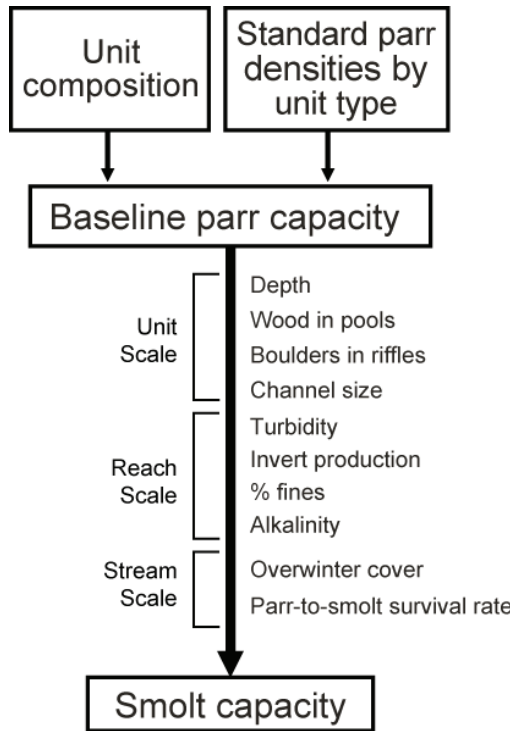 Unit
composition
Standard parr
densities by
unit type
Baseline parr capacity
Unit
Scale
Depth
Wood in pools
Boulders in riffles
Channel size
Reach
Scale
Turbidity
Invert production
% fines
Alkalinity
Stream
Scale
Overwinter cover
Parr-to-smolt survival rate
Smolt capacity